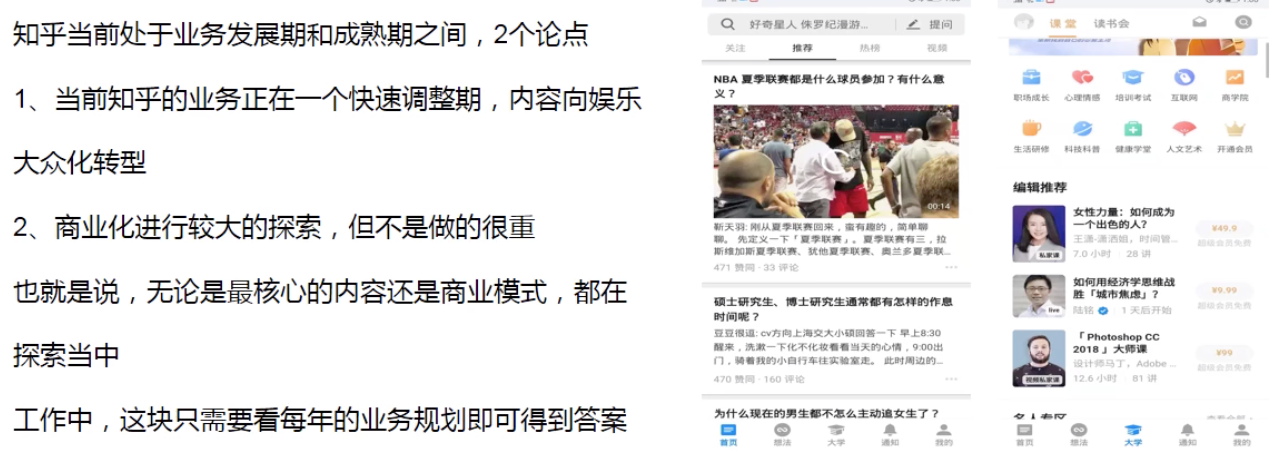 知乎当前处于业务发展期和成熟期之间，2个论点
1、当前知乎的业务正在一个快速调整期，内容向娱乐
大众化转型
2、商业化进行较大的探索，但不是做的很重
也就是说，无论是最核心的内容还是商业模式，都在
探索当中
工作中，这块只需要看每年的业务规划即可得到答案
好奇星人 侏罗纪漫游... 提问
关注 推荐 热榜 视频
NBA 夏季联赛都是什么球员参加？有什么意
义？
00:14
靳天羽: 刚从夏季联赛回来，蛮有趣的，简单聊
聊。 先定义一下「夏季联赛」。夏季联赛有三，拉
斯维加斯夏季联赛、犹他夏季联赛、奥兰多夏季联...
471 赞同 · 33 评论
硕士研究生、博士研究生通常都有怎样的作息
时间呢？
豆豆很逗: cv方向上海交大小硕回答一下 早上8:30
醒来，洗漱一下化不化妆看看当天的心情，9:00出
门，骑着我的小自行车往实验室走。 此时周边的...
470 赞同 · 160 评论
为什么现在的男生都不怎么主动追女生了？
首页 想法 大学 通知 我的
课堂 读书会
职场成长 心理情感 培训考试 互联网 商学院
生活研修 科技科普 健康学堂 人文艺术 开通会员
编辑推荐
女性力量：如何成为
一个出色的人？
王潇-潇洒姐，时间管...
7.0 小时 28 讲
私家课
¥49.9
超级会员免费
如何用经济学思维战
胜「城市焦虑」？
陆铭 1 天后开始
live
¥9.99
超级会员免费
「 Photoshop CC
2018 」大师课
设计师马丁，Adobe ...
12.6 小时 81 讲
视频私家课
¥99
超级会员免费
名人专区
首页 想法 大学 通知 我的